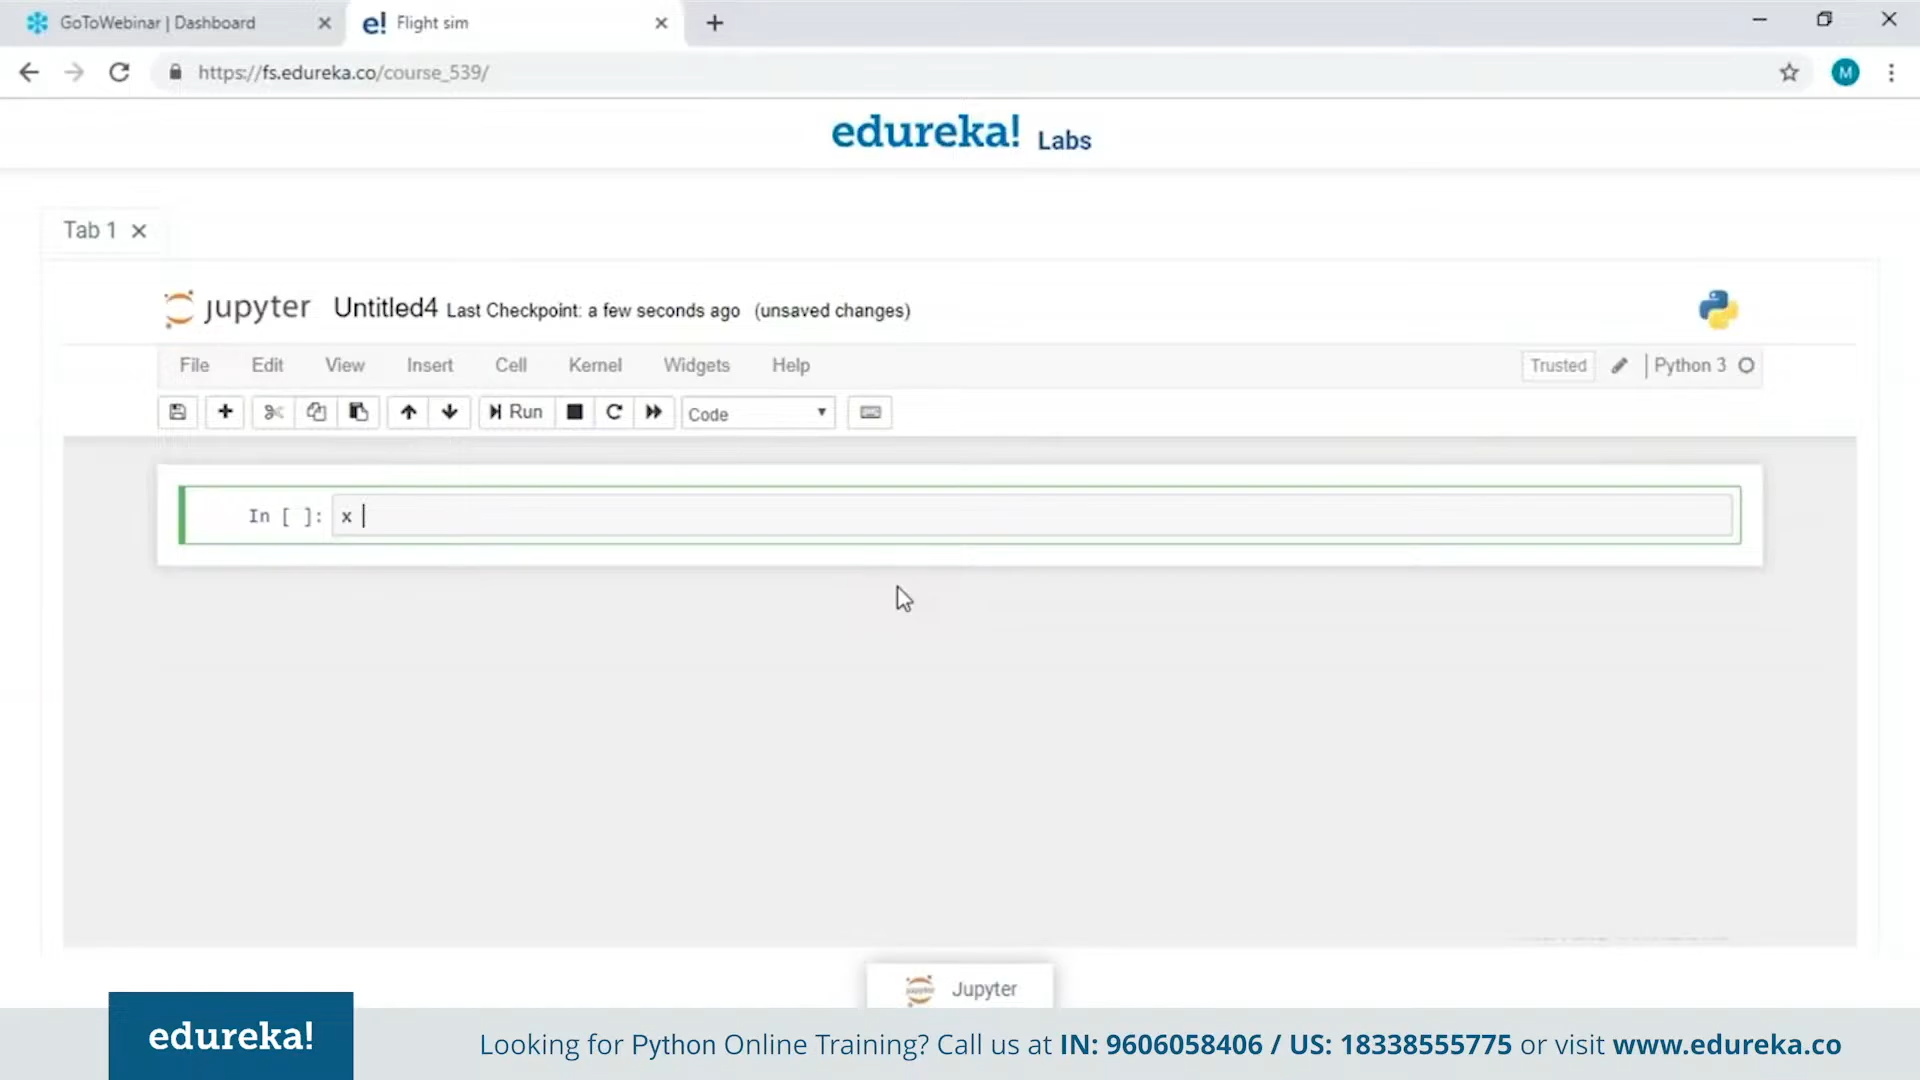 GoToWebinar | Dashboard
e! Flight sim
https://fs.edureka.co/course_539/
M
edureka! Labs
Tab 1
jupyter Untitled4 Last Checkpoint: a few seconds ago (unsaved changes)
File Edit View Insert Cell Kernel Widgets Help Trusted Python 3
Run Code
In [ ]: x
Jupyter
edureka!
Looking for Python Online Training? Call us at IN: 9606058406 / US: 18338555775 or visit www.edureka.co